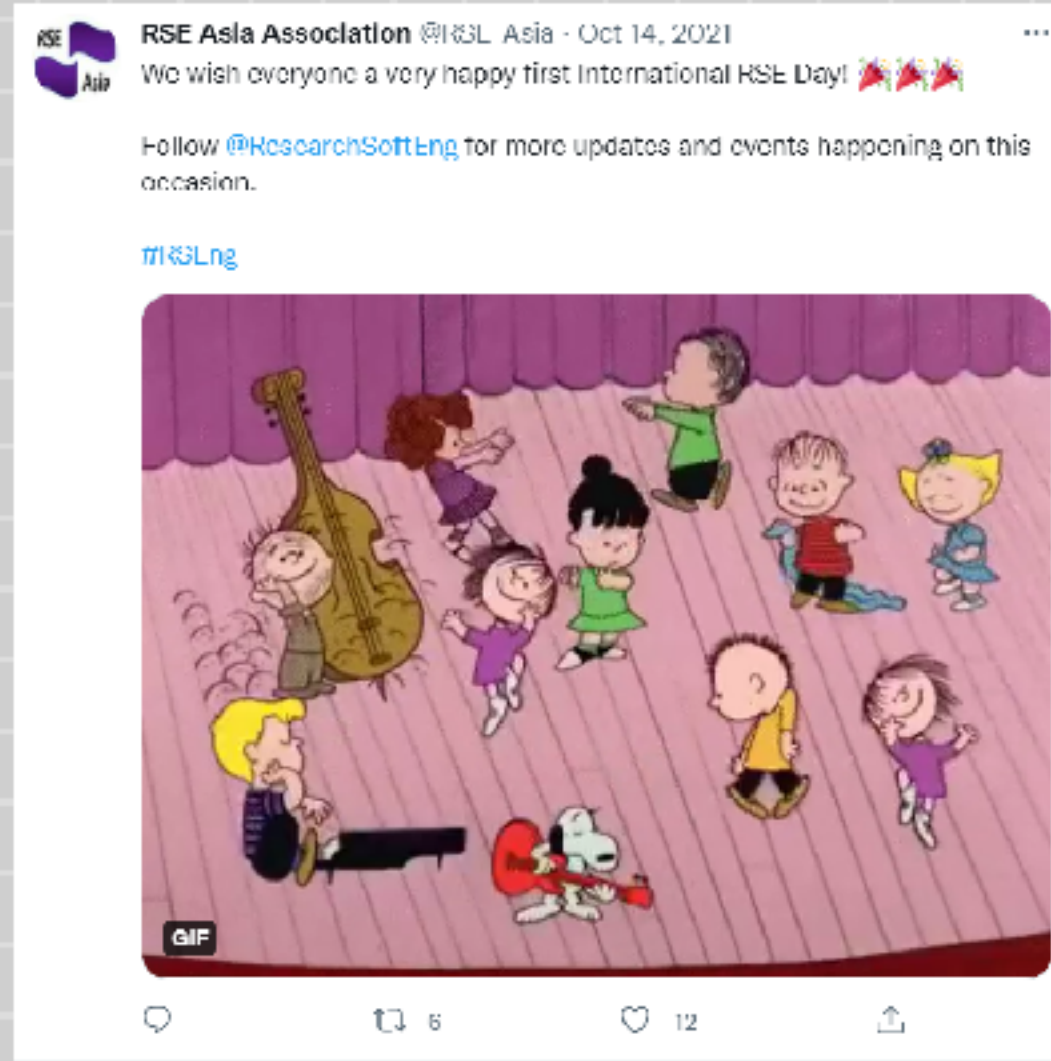 RSE
Asia
RSE Asia Association @RSE_Asia · Oct 14, 2021
We wish everyone a very happy first International RSE Day! 🎉🎉🎉
Follow @ResearchSoftEng for more updates and events happening on this
occasion.
#RSEng
GIF
6
12